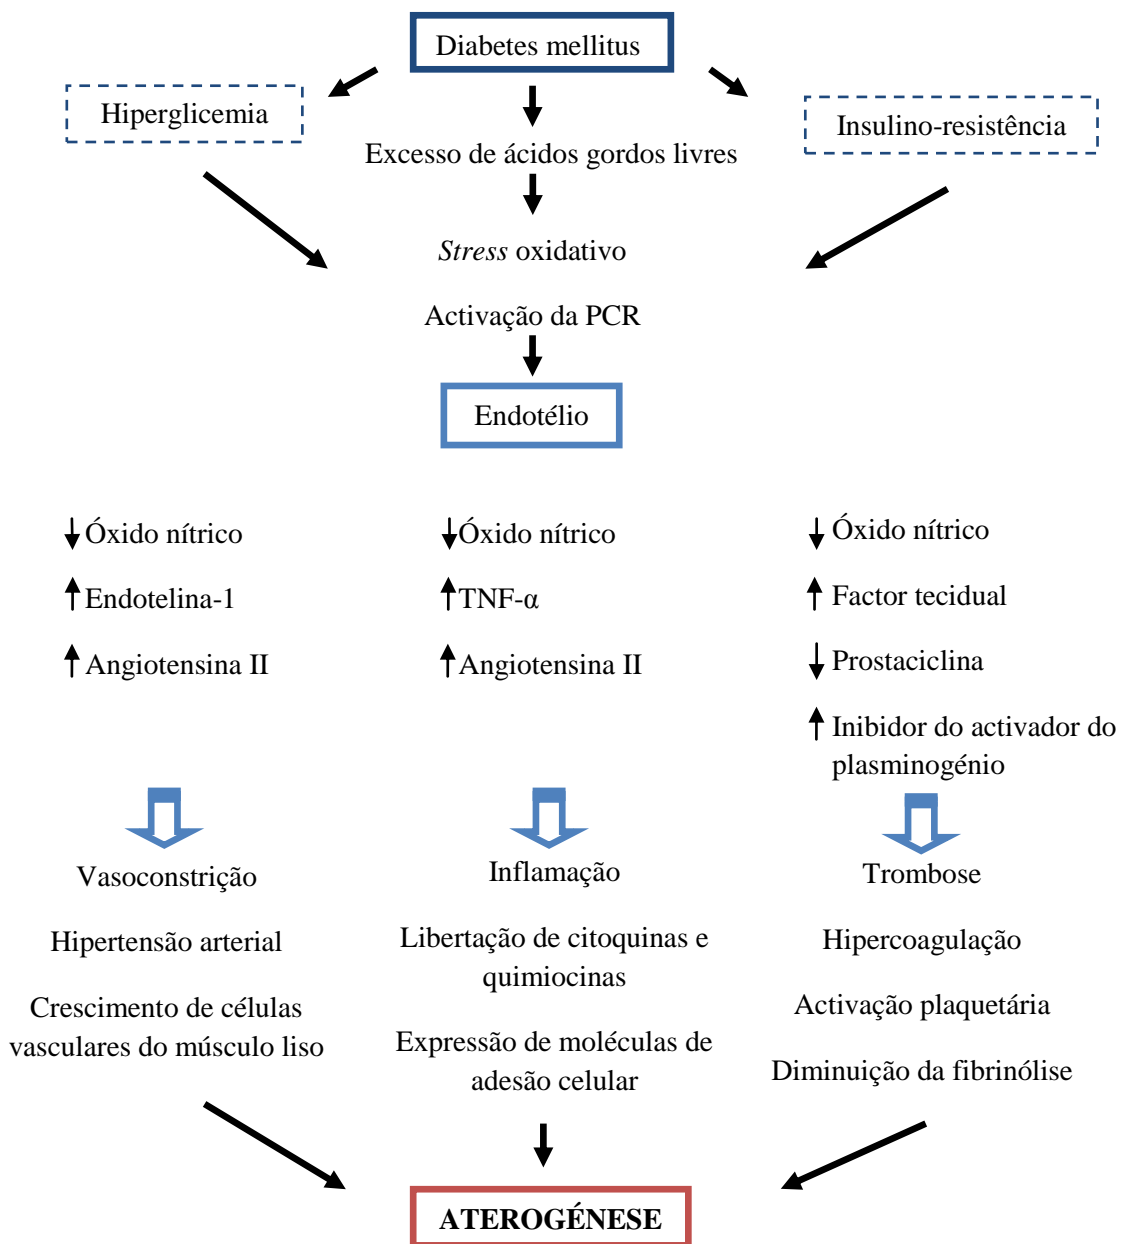 Diabetes mellitus
Hiperglicemia
Insulino-resistência
Excesso de ácidos gordos livres
Stress oxidativo
Activação da PCR
Endotélio
Óxido nítrico
Endotelina-1
Angiotensina II
Óxido nítrico
TNF-α
Angiotensina II
Óxido nítrico
Factor tecidual
Prostaciclina
Inibidor do activador do
plasminogénio
Vasoconstrição
Hipertensão arterial
Crescimento de células
vasculares do músculo liso
Inflamação
Libertação de citoquinas e
quimiocinas
Expressão de moléculas de
adesão celular
Trombose
Hipercoagulação
Activação plaquetária
Diminuição da fibrinólise
ATEROGÉNESE